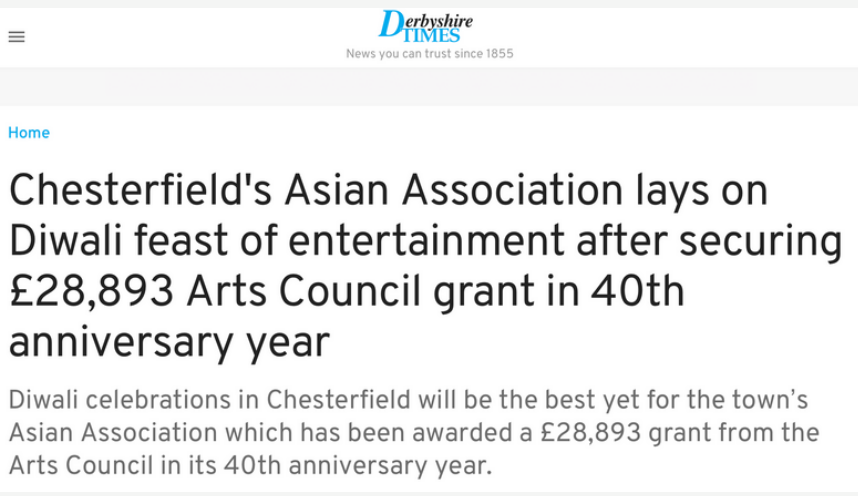 Derbyshire
TIMES
News you can trust since 1855
Home
Chesterfield's Asian Association lays on
Diwali feast of entertainment after securing
£28,893 Arts Council grant in 40th
anniversary year
Diwali celebrations in Chesterfield will be the best yet for the town’s
Asian Association which has been awarded a £28,893 grant from the
Arts Council in its 40th anniversary year.